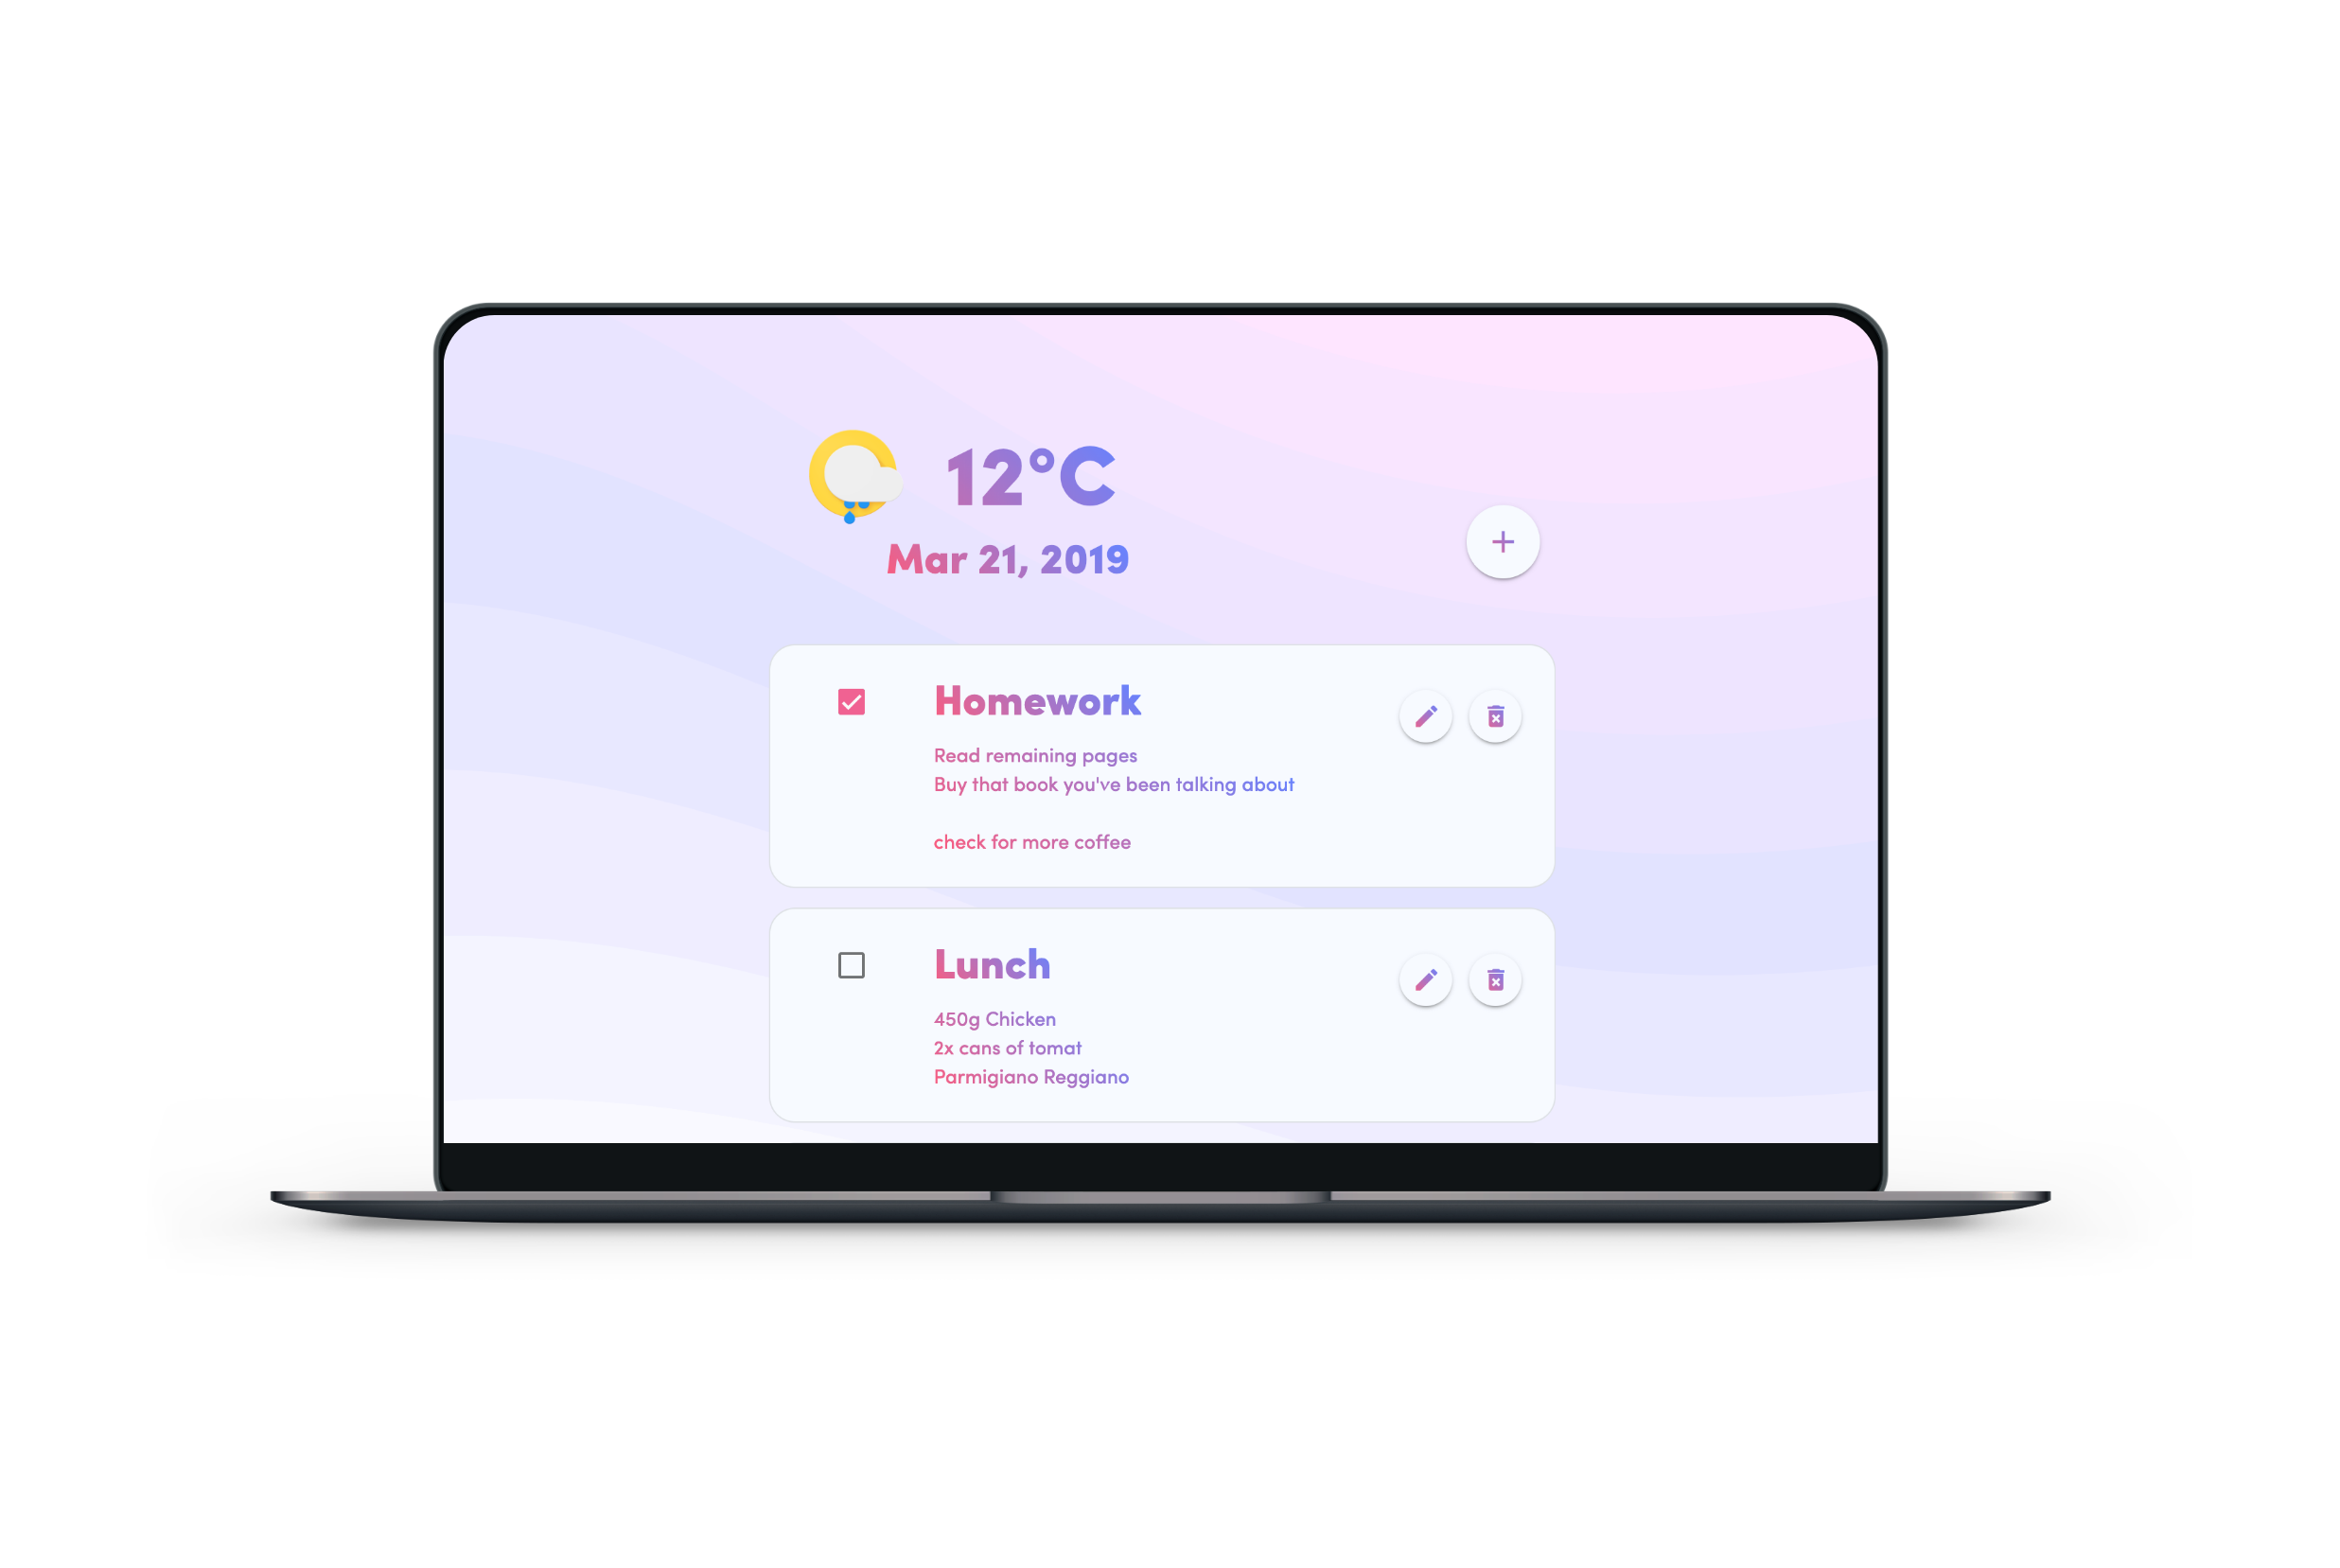 12°C
Mar 21, 2019
Homework
Read remaining pages
Buy that book you've been talking about
check for more coffee
Lunch
450g Chicken
2x cans of tomat
Parmigiano Reggiano